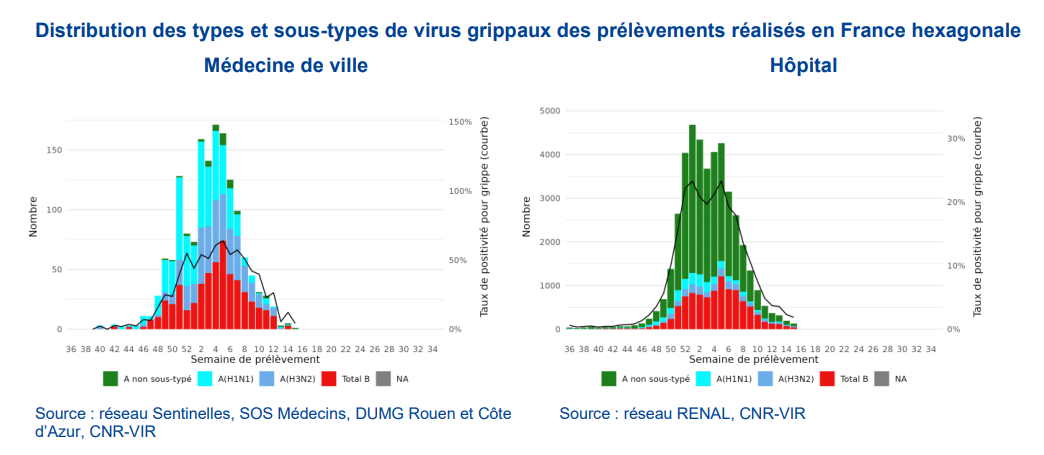 Distribution des types et sous-types de virus grippaux des prélèvements réalisés en France hexagonale
Médecine de ville
Nombre
150
100
50
0
150%
100%
50%
0%
Taux de positivité pour grippe (courbe)
36 38 40 42 44 46 48 50 52 2 4 6 8 10 12 14 16 18 20 22 24 26 28 30 32 34
Semaine de prélèvement
A non sous-typé A(H1N1) A(H3N2) Total B NA
Source : réseau Sentinelles, SOS Médecins, DUMG Rouen et Côte
d’Azur, CNR-VIR
Hôpital
Nombre
5000
4000
3000
2000
1000
0
30%
20%
10%
0%
Taux de positivité pour grippe (courbe)
36 38 40 42 44 46 48 50 52 2 4 6 8 10 12 14 16 18 20 22 24 26 28 30 32 34
Semaine de prélèvement
A non sous-typé A(H1N1) A(H3N2) Total B NA
Source : réseau RENAL, CNR-VIR